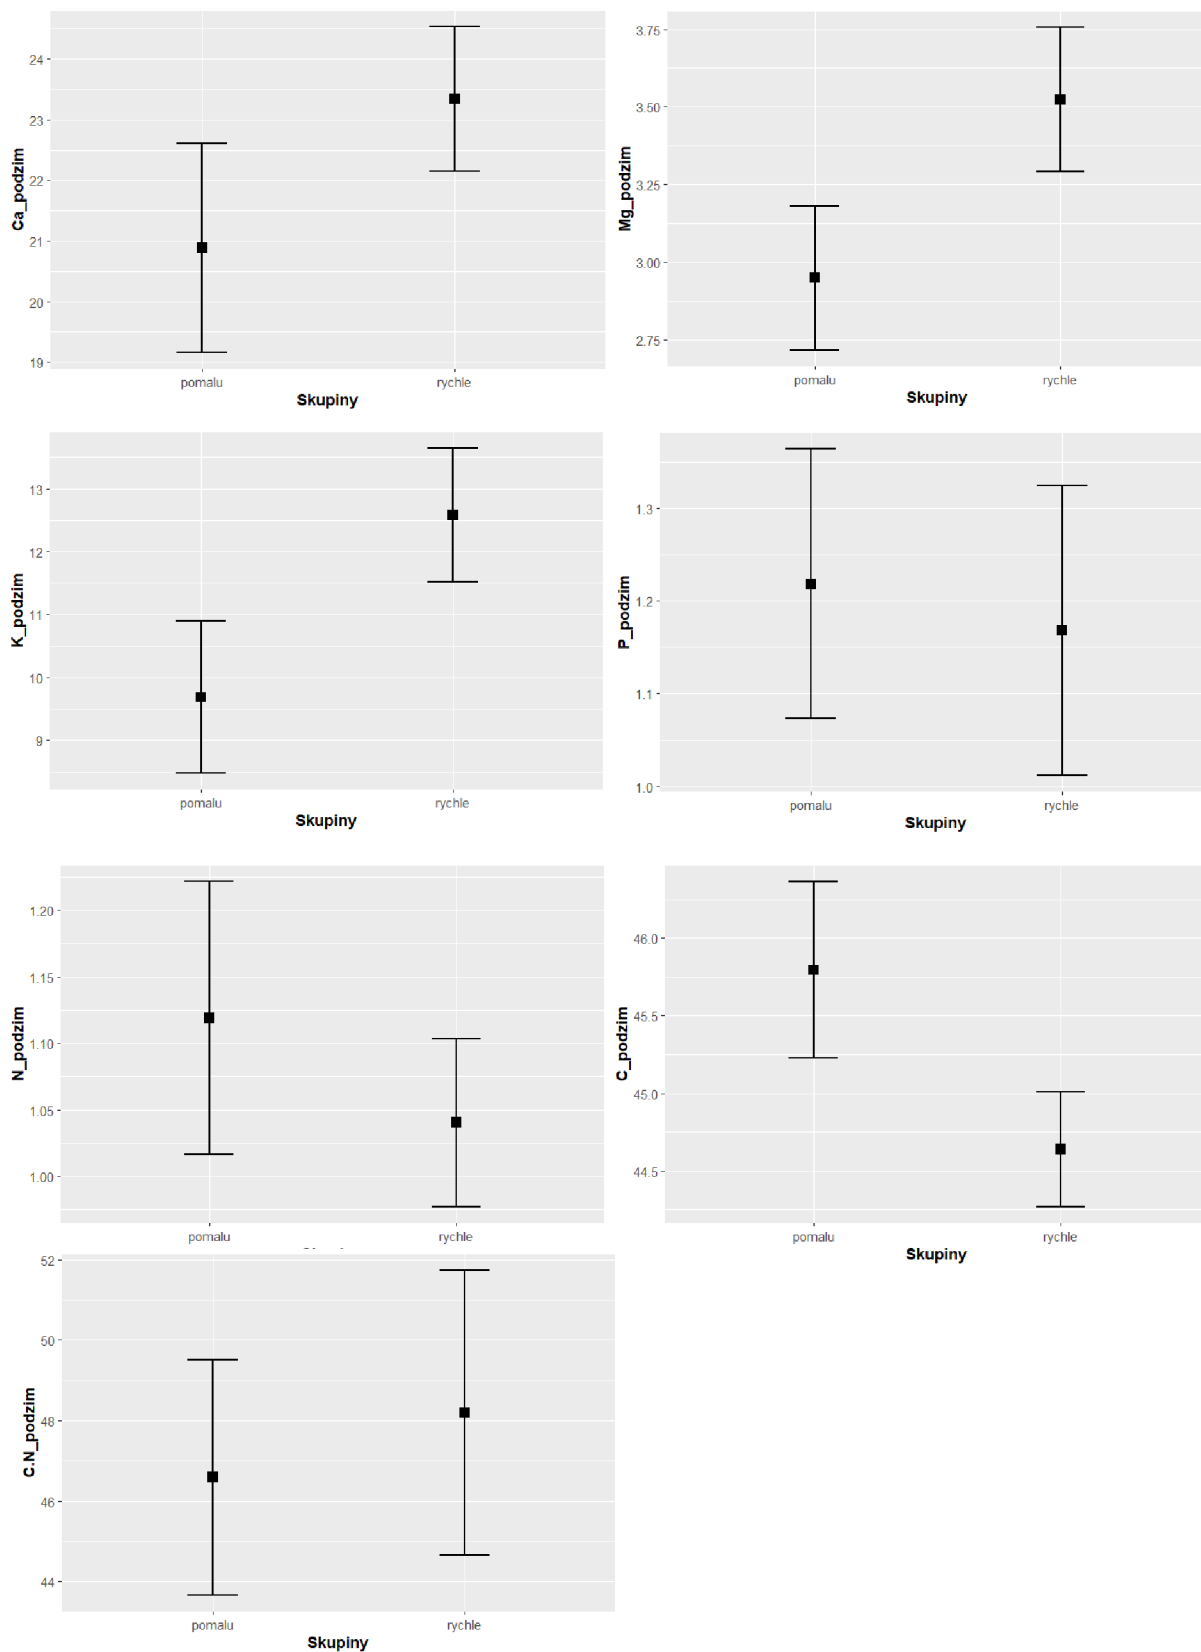 Ca_podzim
24
23
22
21
20
19
pomalu rychle
Skupiny
Mg_podzim
3.75
3.50
3.25
3.00
2.75
pomalu rychle
Skupiny
K_podzim
13
12
11
10
9
pomalu rychle
Skupiny
P_podzim
1.3
1.2
1.1
1.0
pomalu rychle
Skupiny
N_podzim
1.20
1.15
1.10
1.05
1.00
pomalu rychle
C_podzim
46.0
45.5
45.0
44.5
pomalu rychle
Skupiny
C.N_podzim
52
50
48
46
44
pomalu rychle
Skupiny